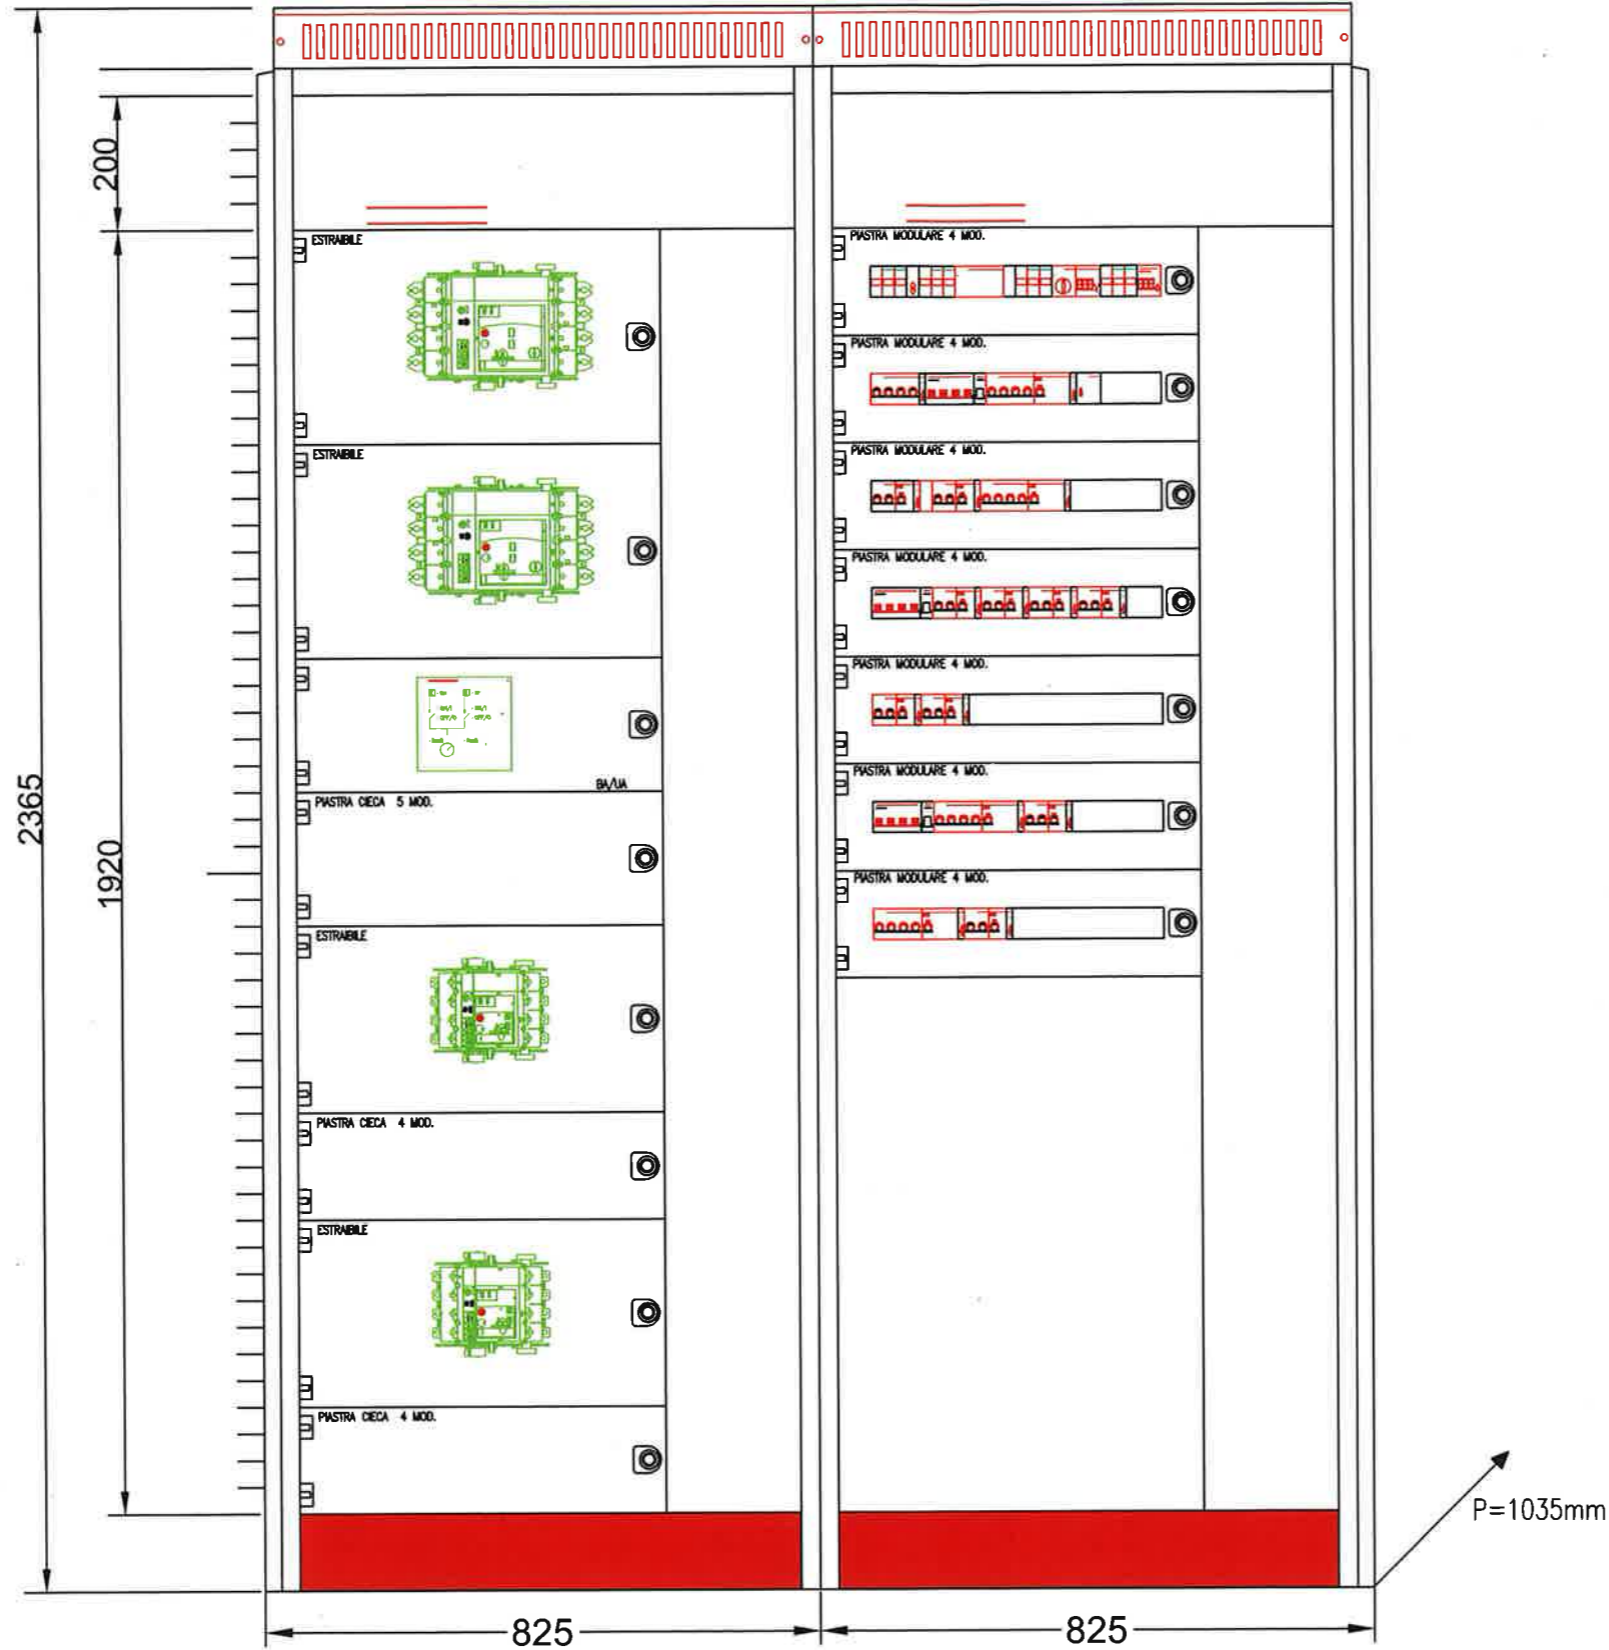 200
2365
1920
ESTRAIBILE
ESTRAIBILE
BA/UA
PIASTRA CIECA 5 MOD.
ESTRAIBILE
PIASTRA CIECA 4 MOD.
ESTRAIBILE
PIASTRA CIECA 4 MOD.
PIASTRA MODULARE 4 MOD.
PIASTRA MODULARE 4 MOD.
PIASTRA MODULARE 4 MOD.
PIASTRA MODULARE 4 MOD.
PIASTRA MODULARE 4 MOD.
PIASTRA MODULARE 4 MOD.
PIASTRA MODULARE 4 MOD.
P=1035mm
825
825